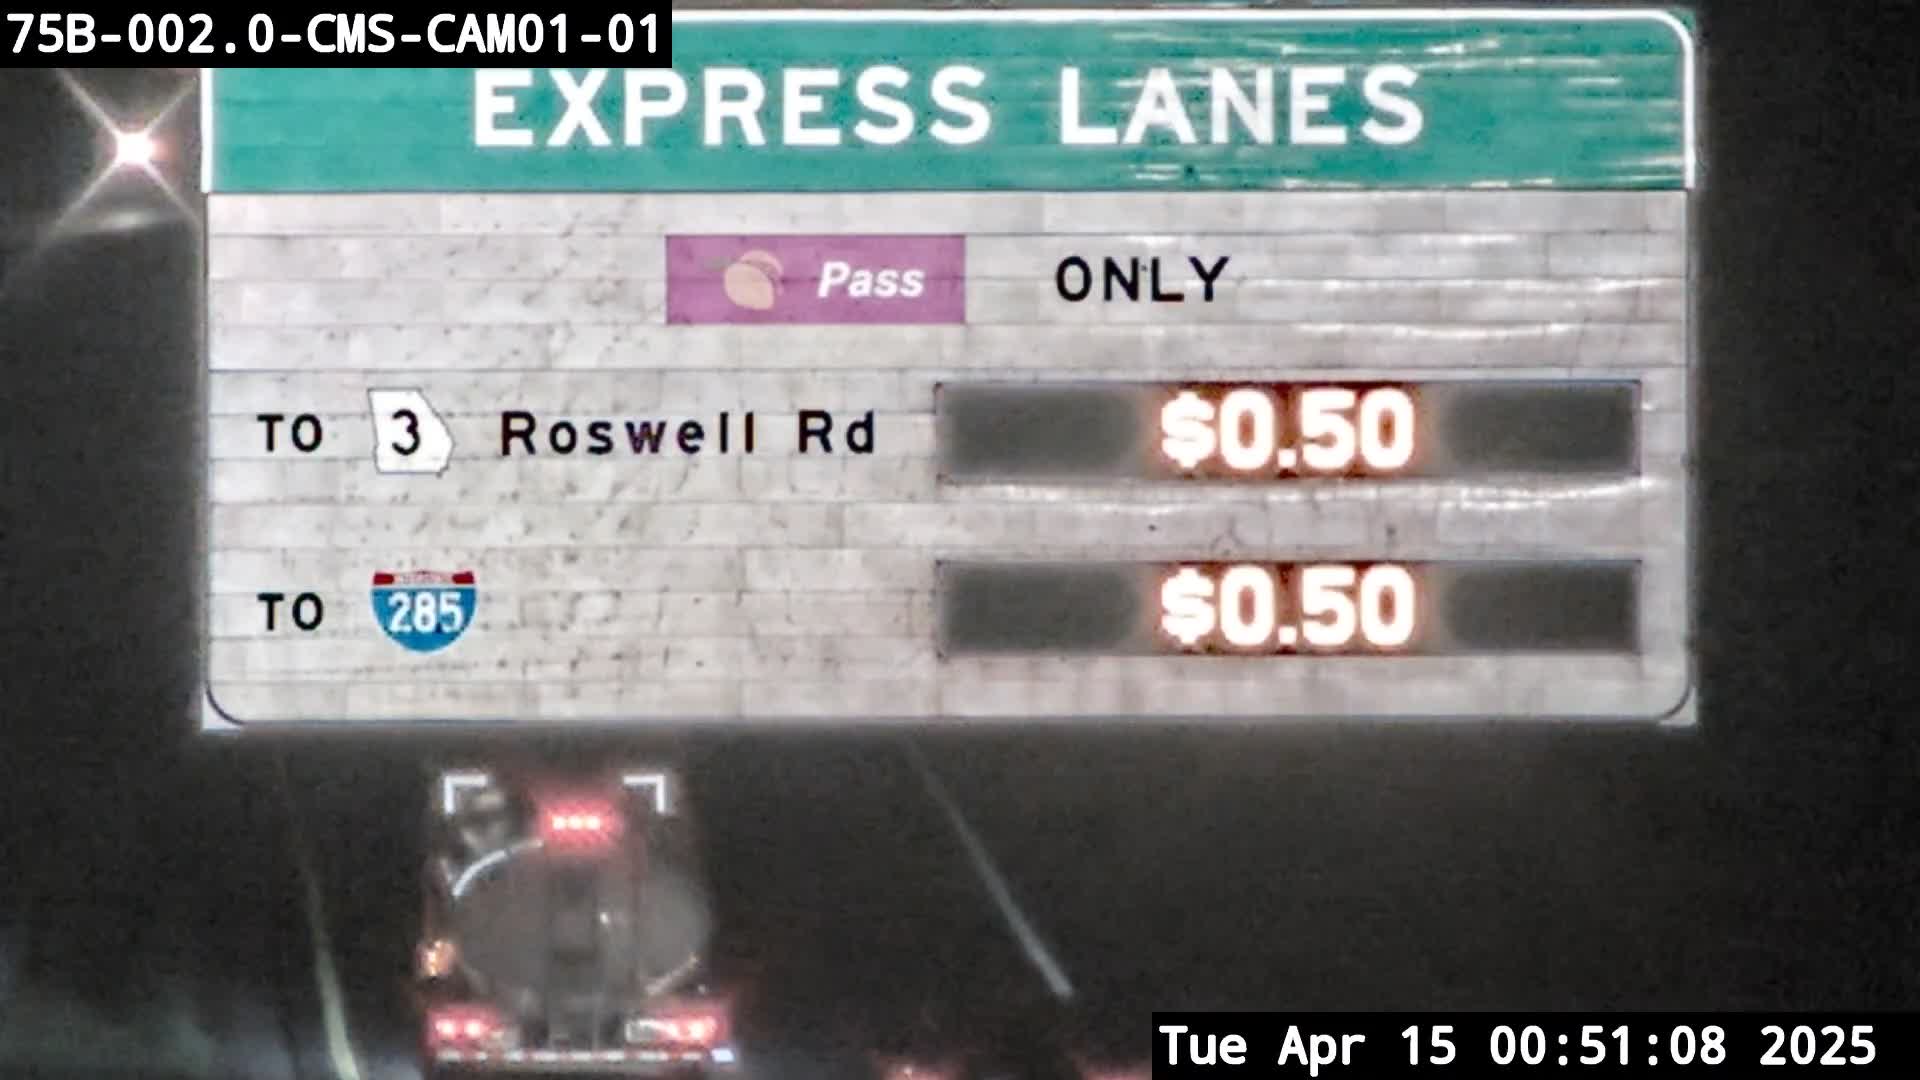 75B-002.0-CMS-CAM01-01
EXPRESS LANES
Pass ONLY
TO 3 Roswell Rd $0.50
TO 285 $0.50
Tue Apr 15 00:51:08 2025